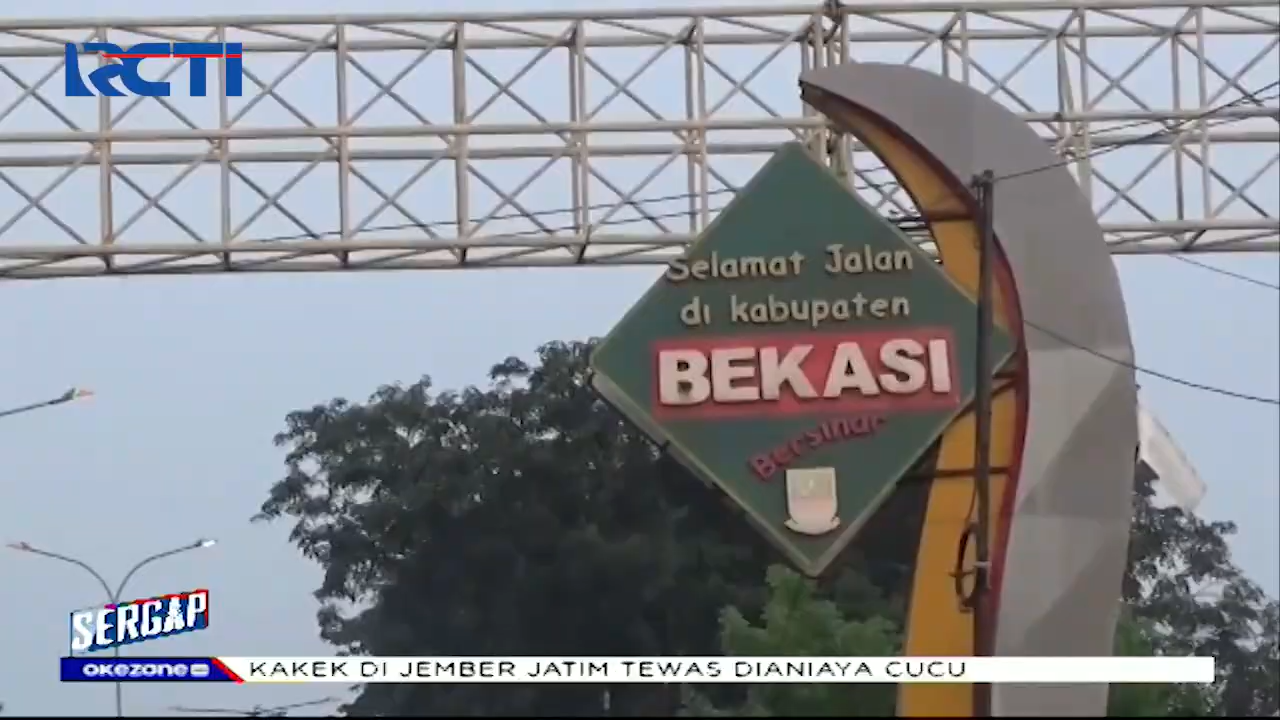 RCTI
Selamat Jalan
di kabupaten
BEKASI
Bersinar
SERGAP
OKEZONE
KAKEK DI JEMBER JATIM TEWAS DIANIAYA CUCU